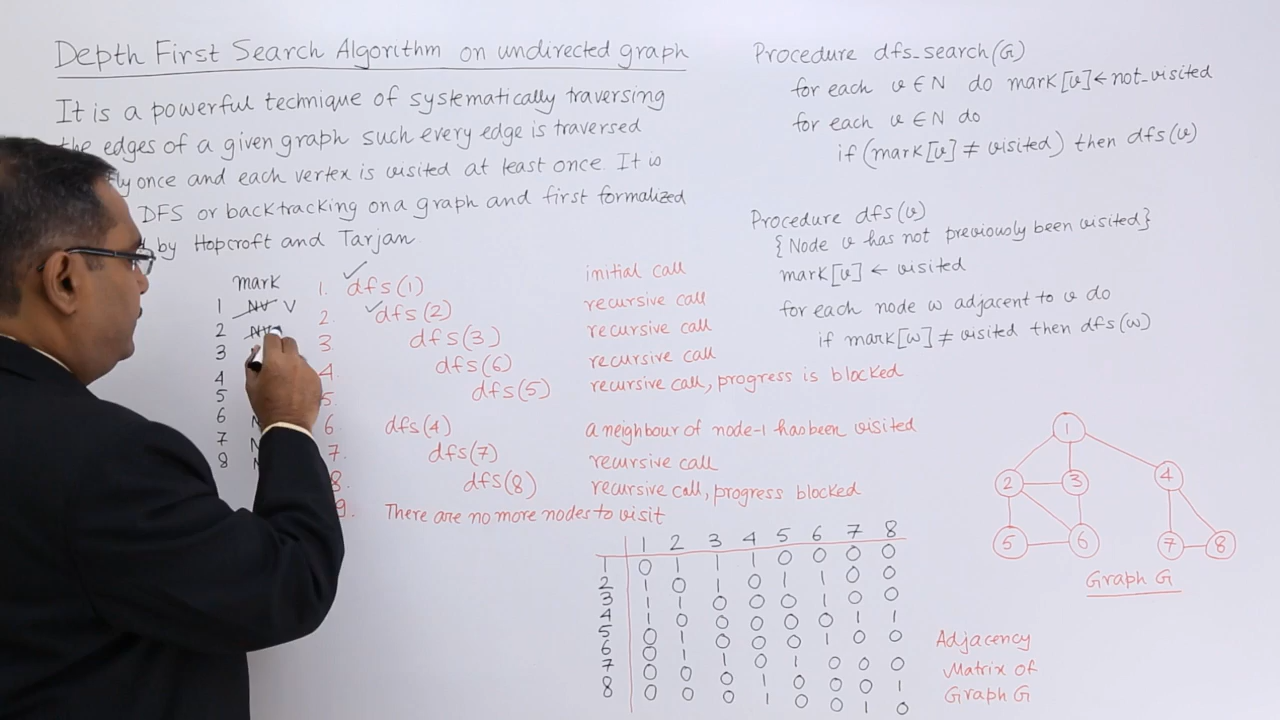 Depth First Search Algorithm on undirected graph
It is a powerful technique of systematically traversing
the edges of a given graph such every edge is traversed
once and each vertex is visited at least once. It is
DFS or backtracking on a graph and first formalized
by Hopcroft and Tarjan
mark
1 NV V
2 NV
3
4
5
6 N
7 N
8 N
1. dfs(1) initial call
2. dfs(2) recursive call
3 dfs(3) recursive call
4. dfs(6) recursive call
5. dfs(5) recursive call, progress is blocked
6. dfs(4) a neighbour of node-1 has been visited
7. dfs(7) recursive call
8. dfs(8) recursive call, progress blocked
9. There are no more nodes to visit
Procedure dfs_search(G)
for each v ∈ N do mark[v] ← not_visited
for each v ∈ N do
if (mark[v] ≠ visited) then dfs(v)
Procedure dfs(v)
{Node v has not previously been visited}
mark[v] ← visited
for each node w adjacent to v do
if mark[w] ≠ visited then dfs(w)
1
2 3 4
5 6 7 8
Graph G
1 2 3 4 5 6 7 8
1 0 1 1 1 0 0 0 0
2 1 0 1 0 1 1 0 0
3 1 1 0 0 0 1 0 0
4 1 0 0 0 0 0 1 1
5 0 1 0 0 0 1 0 0
6 0 1 1 0 1 0 0 0
7 0 0 0 1 0 0 0 1
8 0 0 0 1 0 0 1 0
Adjacency
Matrix of
Graph G